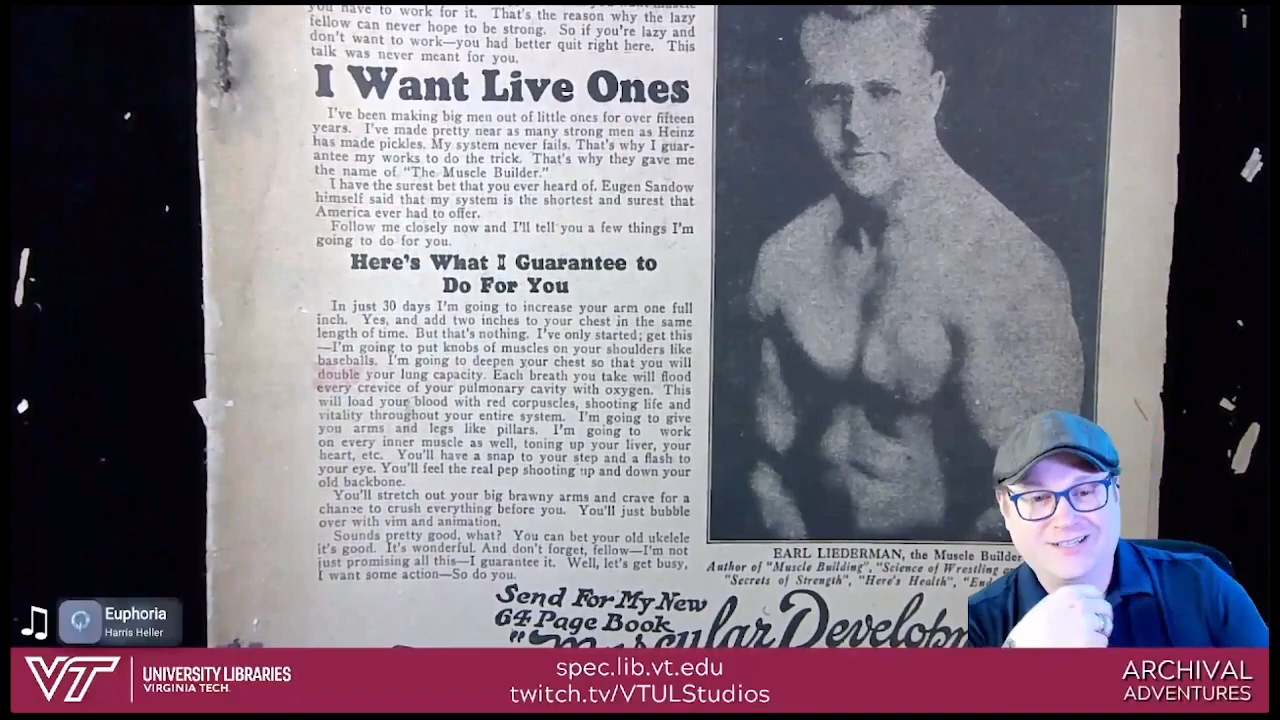 you have to work for it. That's the reason why the lazy
fellow can never hope to be strong. So if you're lazy and
don't want to work—you had better quit right here. This
talk was never meant for you.
I Want Live Ones
I've been making big men out of little ones for over fifteen
years. I've made pretty near as many strong men as Heinz
has made pickles. My system never fails. That's why I guar-
antee my works to do the trick. That's why they gave me
the name of "The Muscle Builder."
I have the surest bet that you ever heard of. Eugen Sandow
himself said that my system is the shortest and surest that
America ever had to offer.
Follow me closely now and I'll tell you a few things I'm
going to do for you.
Here's What I Guarantee to
Do For You
In just 30 days I'm going to increase your arm one full
inch. Yes, and add two inches to your chest in the same
length of time. But that's nothing. I've only started; get this
—I'm going to put knobs of muscles on your shoulders like
baseballs. I'm going to deepen your chest so that you will
double your lung capacity. Each breath you take will flood
every crevice of your pulmonary cavity with oxygen. This
will load your blood with red corpuscles, shooting life and
vitality throughout your entire system. I'm going to give
you arms and legs like pillars. I'm going to work
on every inner muscle as well, toning up your liver, your
heart, etc. You'll have a snap to your step and a flash to
your eye. You'll feel the real pep shooting up and down your
old backbone.
You'll stretch out your big brawny arms and crave for a
chance to crush everything before you. You'll just bubble
over with vim and animation.
Sounds pretty good, what? You can bet your old ukelele
it's good. It's wonderful. And don't forget, fellow—I'm not
just promising all this—I guarantee it. Well, let's get busy,
I want some action—So do you.
EARL LIEDERMAN, the Muscle Builder
Author of "Muscle Building", "Science of Wrestling
"Secrets of Strength", "Here's Health",
Send For My New
64 Page Book
"Muscular Developm
Euphoria
Harris Heller
VT
UNIVERSITY LIBRARIES
VIRGINIA TECH.
spec.lib.vt.edu
twitch.tv/VTULStudios
ARCHIVAL
ADVENTURES